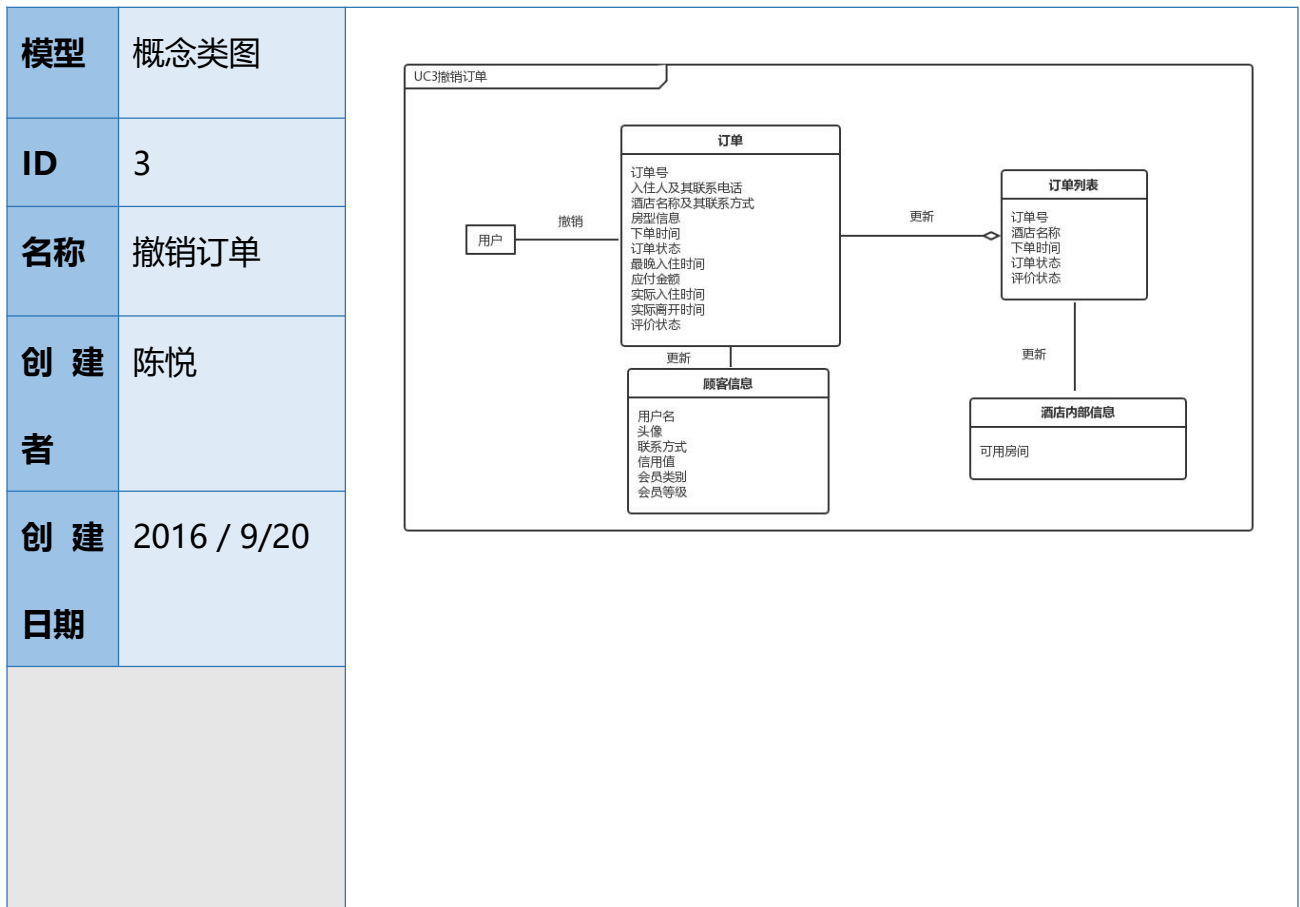 模型
概念类图
ID
3
名称
撤销订单
创 建
者
陈悦
创 建
日期
2016 / 9/20
UC3撤销订单
用户
撤销
订单
订单号
入住人及其联系电话
酒店名称及其联系方式
房型信息
下单时间
订单状态
最晚入住时间
应付金额
实际入住时间
实际离开时间
评价状态
更新
订单列表
订单号
酒店名称
下单时间
订单状态
评价状态
更新
顾客信息
用户名
头像
联系方式
信用值
会员类别
会员等级
更新
酒店内部信息
可用房间